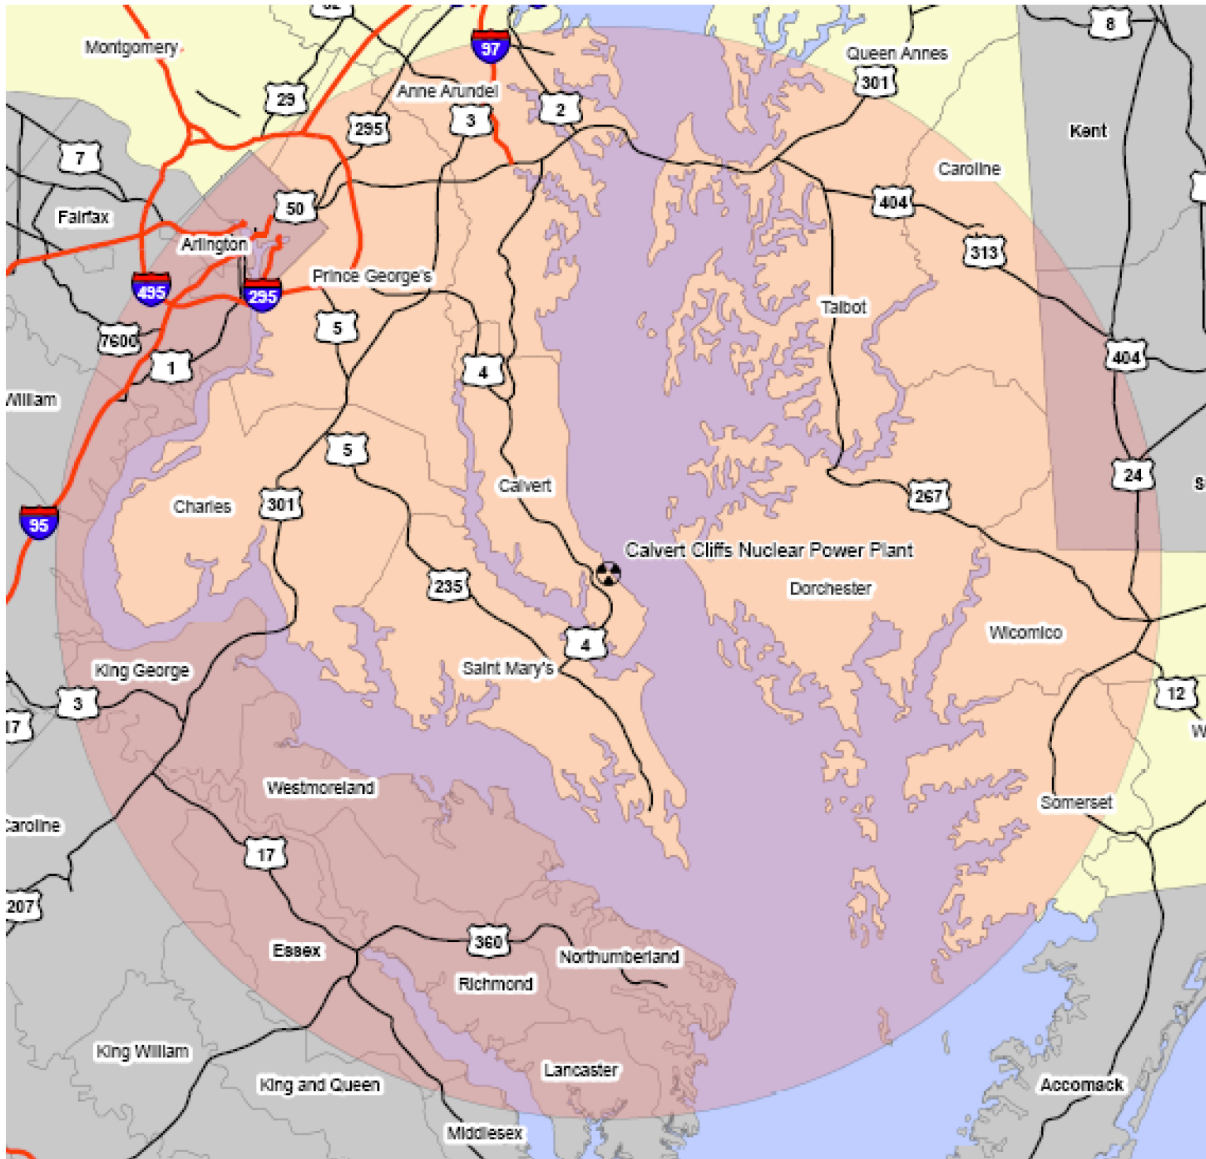 97
8
Montgomery
Queen Annes
301
Anne Arundel
29
2
295
3
Kent
7
Caroline
404
50
Fairfax
Arlington
313
Prince George's
495
295
Talbot
5
7600
404
1
4
William
5
24
Calvert
267
301
Charles
95
Calvert Cliffs Nuclear Power Plant
235
Dorchester
Wicomico
4
King George
Saint Mary's
12
3
17
Westmoreland
Somerset
Caroline
17
207
360
Essex
Northumberland
Richmond
King William
Lancaster
King and Queen
Accomack
Middlesex